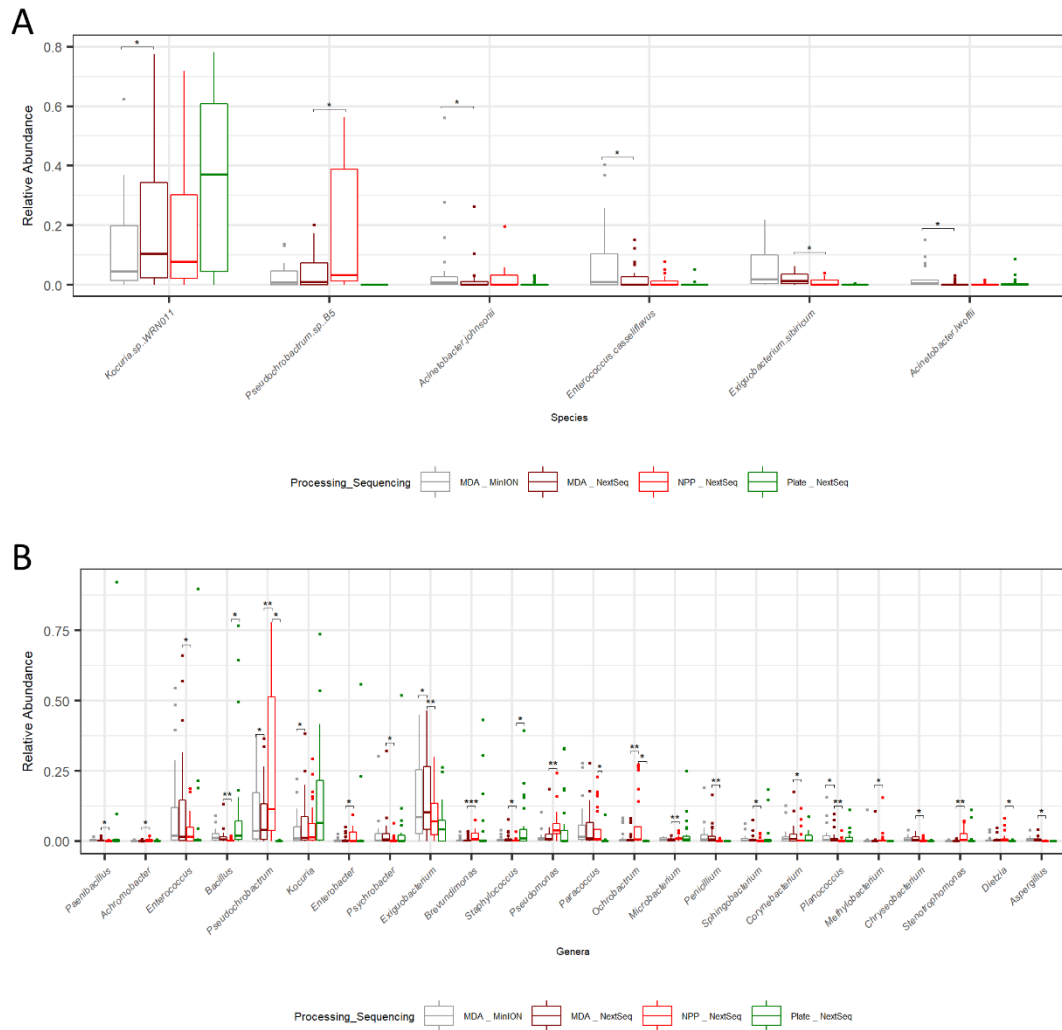 A
*
*
*
*
*
*
0.8
0.6
0.4
0.2
0.0
Relative Abundance
Kocuria.sp..WRN011
Pseudochrobactrum.sp..B5
Acinetobacter.johnsonii
Enterococcus.casseliflavus
Exiguobacterium.sibiricum
Acinetobacter.lwoffii
Species
Processing_Sequencing MDA _ MinION MDA _ NextSeq NPP _ NextSeq Plate _ NextSeq
B
0.75
0.50
0.25
0.00
Relative Abundance
* * * ** * * ** * * * * ** *** * * ** * ** * ** ** * * * ** * * ** * *
Paenibacillus
Achromobacter
Enterococcus
Bacillus
Pseudochrobactrum
Kocuria
Enterobacter
Psychrobacter
Exiguobacterium
Brevundimonas
Staphylococcus
Pseudomonas
Paracoccus
Ochrobactrum
Microbacterium
Penicillium
Sphingobacterium
Corynebacterium
Planococcus
Methylobacterium
Chryseobacterium
Stenotrophomonas
Dietzia
Aspergillus
Genera
Processing_Sequencing MDA _ MinION MDA _ NextSeq NPP _ NextSeq Plate _ NextSeq